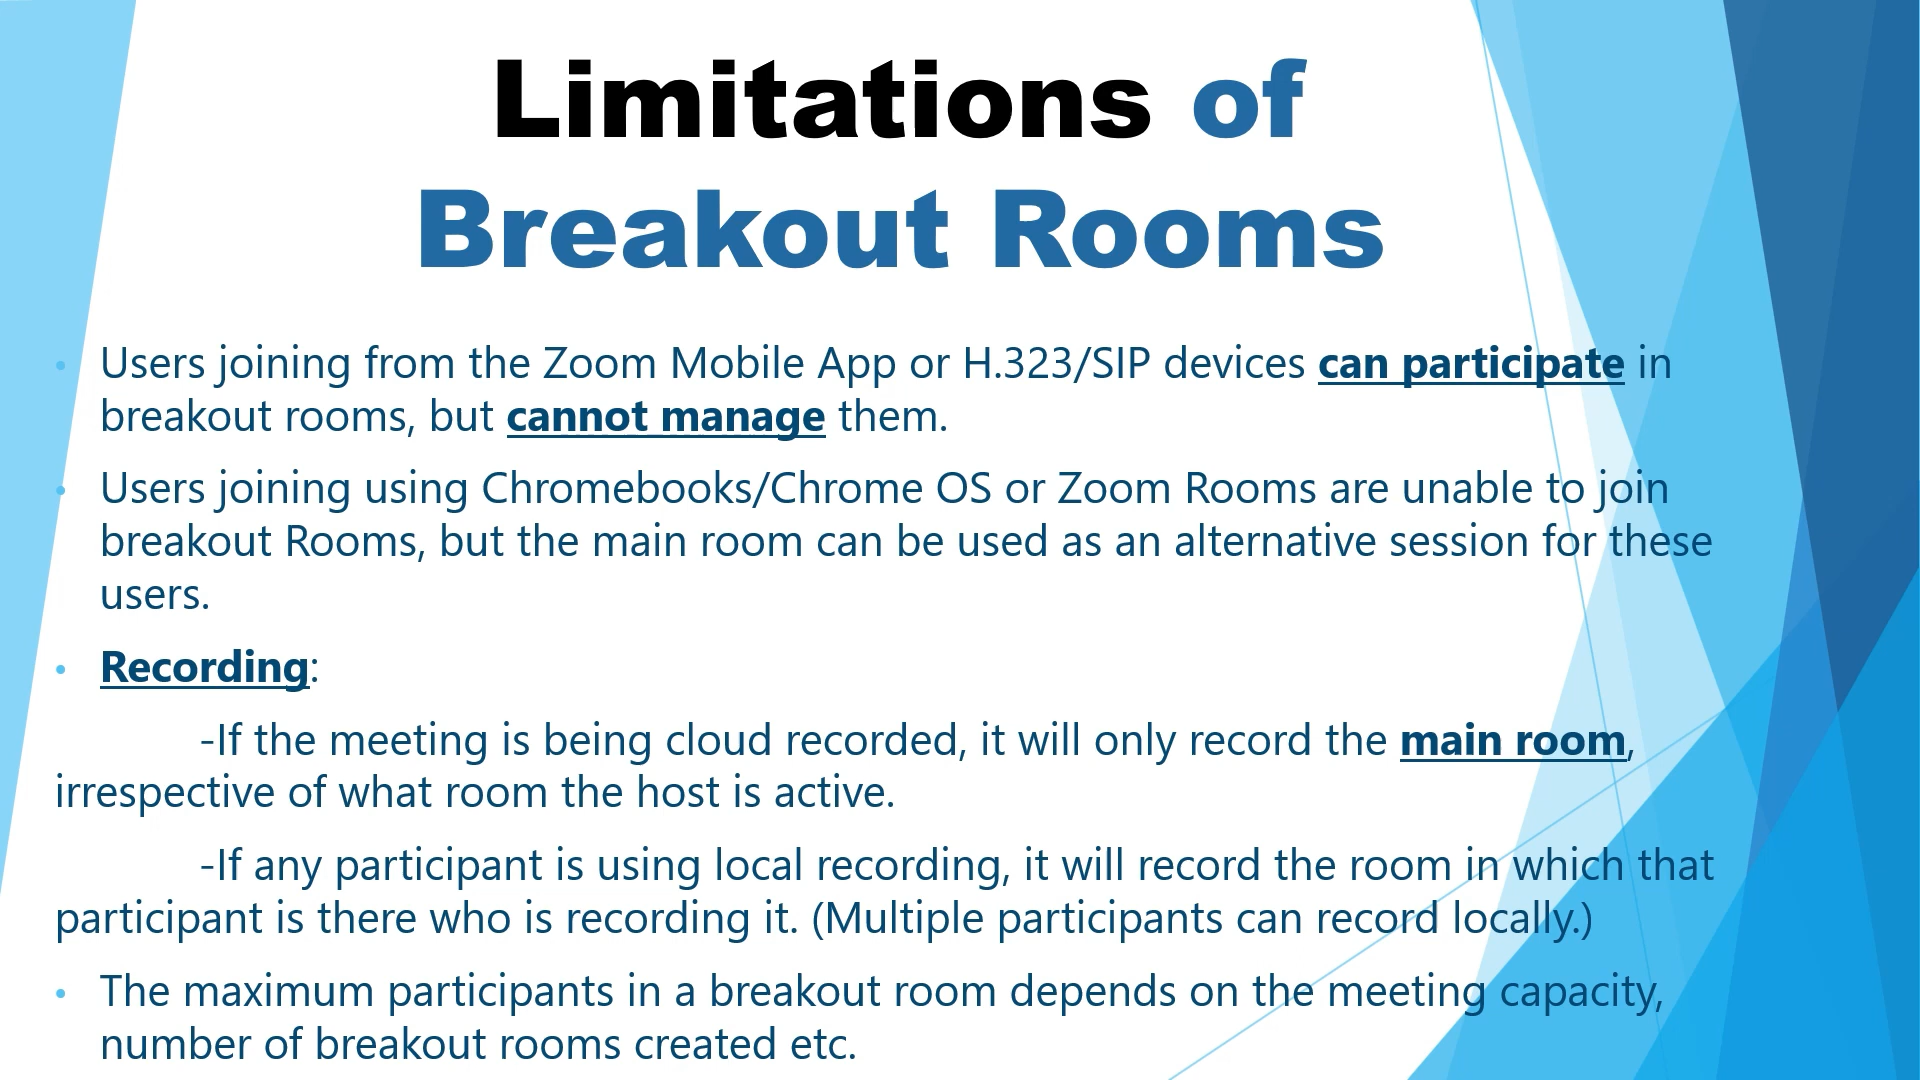 Limitations of
Breakout Rooms
• Users joining from the Zoom Mobile App or H.323/SIP devices can participate in
breakout rooms, but cannot manage them.
• Users joining using Chromebooks/Chrome OS or Zoom Rooms are unable to join
breakout Rooms, but the main room can be used as an alternative session for these
users.
• Recording:
-If the meeting is being cloud recorded, it will only record the main room,
irrespective of what room the host is active.
-If any participant is using local recording, it will record the room in which that
participant is there who is recording it. (Multiple participants can record locally.)
• The maximum participants in a breakout room depends on the meeting capacity,
number of breakout rooms created etc.